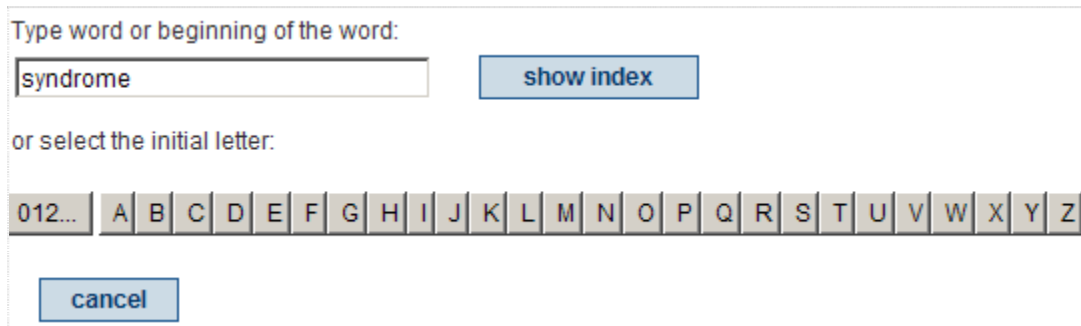 Type word or beginning of the word:
syndrome show index
or select the initial letter:
012... A B C D E F G H I J K L M N O P Q R S T U V W X Y Z
cancel